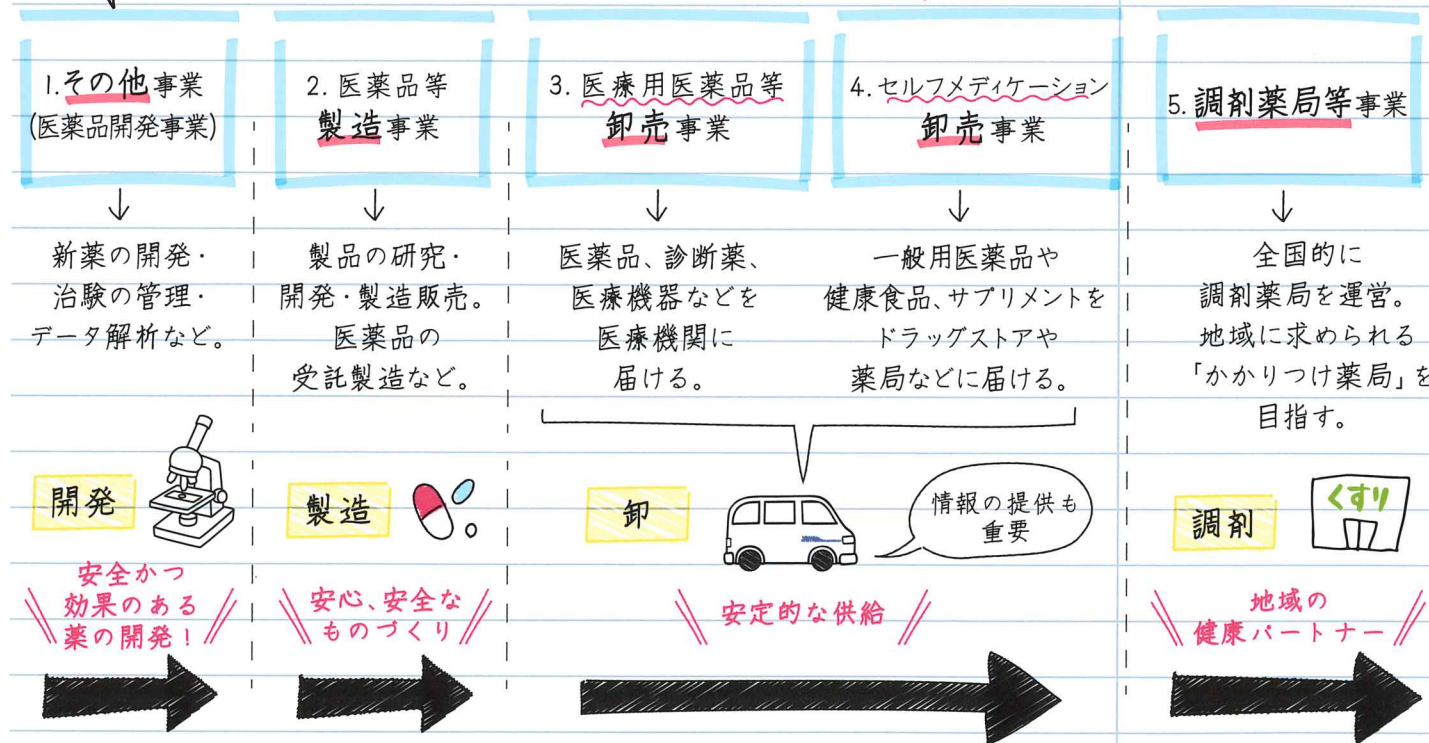 1.その他事業
(医薬品開発事業)
2.医薬品等
製造事業
3.医療用医薬品等
卸売事業
4.セルフメディケーション
卸売事業
5.調剤薬局等事業
新薬の開発・
治験の管理・
データ解析など。
製品の研究・
開発・製造販売。
医薬品の
受託製造など。
医薬品、診断薬、
医療機器などを
医療機関に
届ける。
一般用医薬品や
健康食品、サプリメントを
ドラッグストアや
薬局などに届ける。
全国的に
調剤薬局を運営。
地域に求められる
「かかりつけ薬局」を
目指す。
開発
製造
卸
情報の提供も
重要
調剤
くすり
安全かつ
効果のある
薬の開発！
安心、安全な
ものづくり
安定的な供給
地域の
健康パートナー